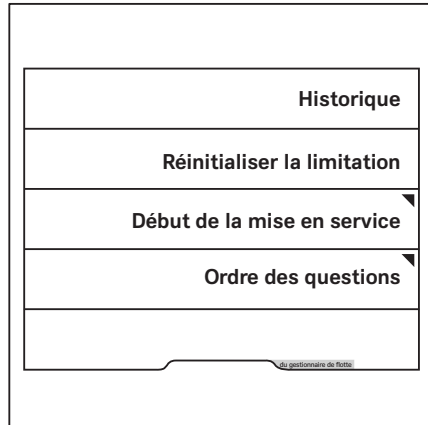 Historique
Réinitialiser la limitation
Début de la mise en service
Ordre des questions
du gestionnaire de flotte